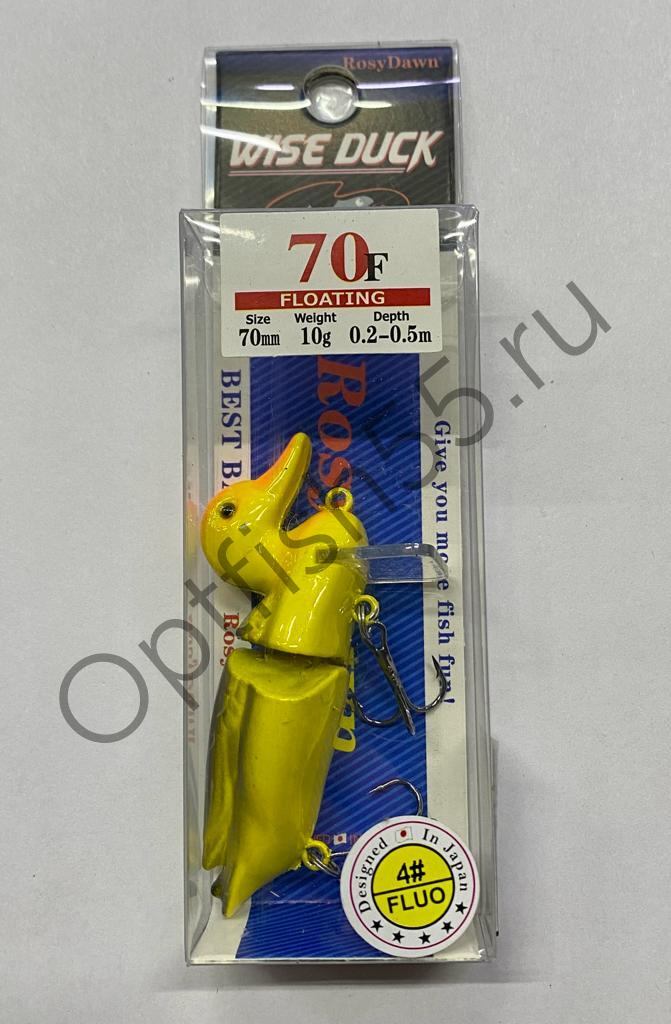 RosyDawn
WISE DUCK
70F
FLOATING
Size Weight Depth
70mm 10g 0.2-0.5m
Rosy
BEST
Give you more fish fun!
Designed In Japan
4#
FLUO
Optfish55.ru